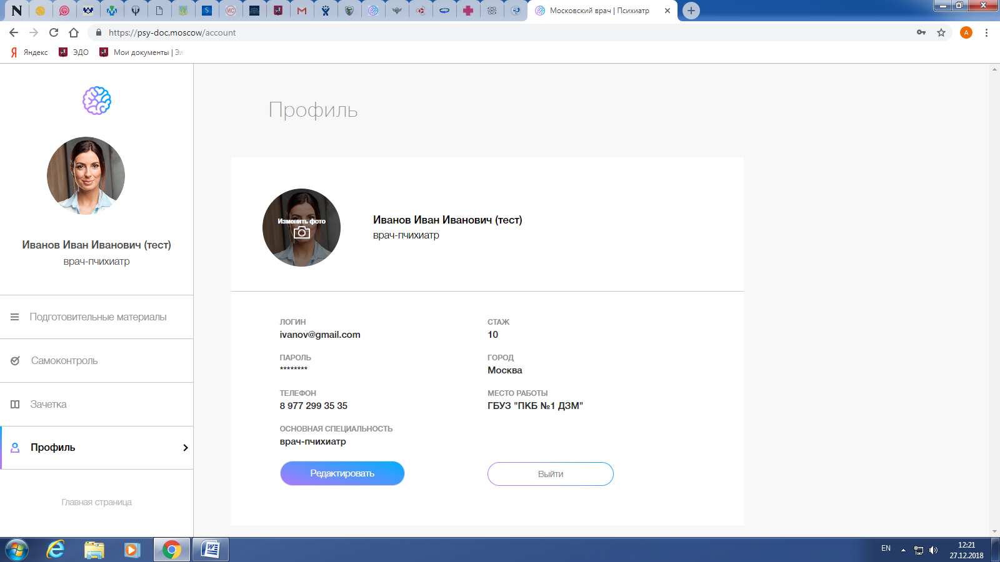 Московский врач | Психиатр
https://psy-doc.moscow/account
А
Яндекс
ЭДО
Мои документы | Эл
Иванов Иван Иванович (тест)
врач-пчихиатр
Подготовительные материалы
Самоконтроль
Зачетка
Профиль
Главная страница
Профиль
Изменить фото
Иванов Иван Иванович (тест)
врач-пчихиатр
ЛОГИН
ivanov@gmail.com
ПАРОЛЬ
********
ТЕЛЕФОН
8 977 299 35 35
ОСНОВНАЯ СПЕЦИАЛЬНОСТЬ
врач-пчихиатр
СТАЖ
10
ГОРОД
Москва
МЕСТО РАБОТЫ
ГБУЗ "ПКБ №1 ДЗМ"
Редактировать
Выйти
EN
12:21
27.12.2018